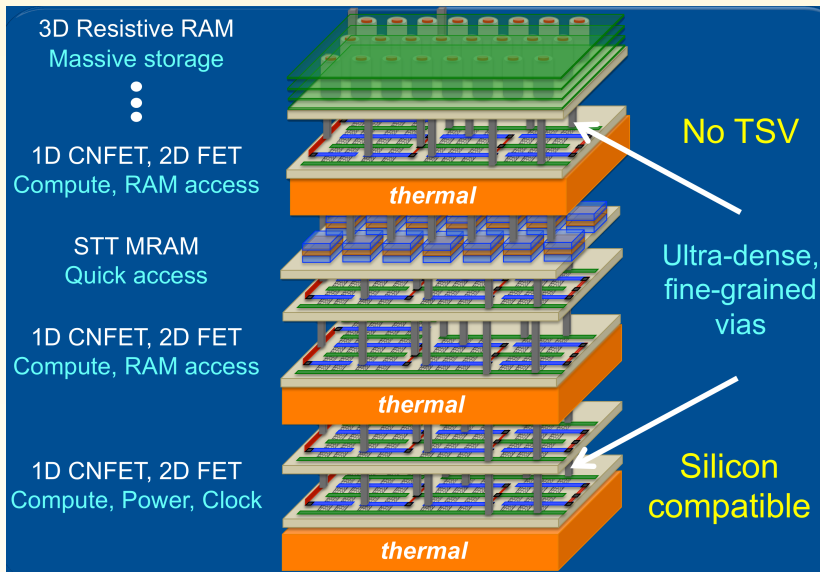 3D Resistive RAM
Massive storage
1D CNFET, 2D FET
Compute, RAM access
thermal
STT MRAM
Quick access
1D CNFET, 2D FET
Compute, RAM access
thermal
1D CNFET, 2D FET
Compute, Power, Clock
thermal
No TSV
Ultra-dense,
fine-grained
vias
Silicon
compatible